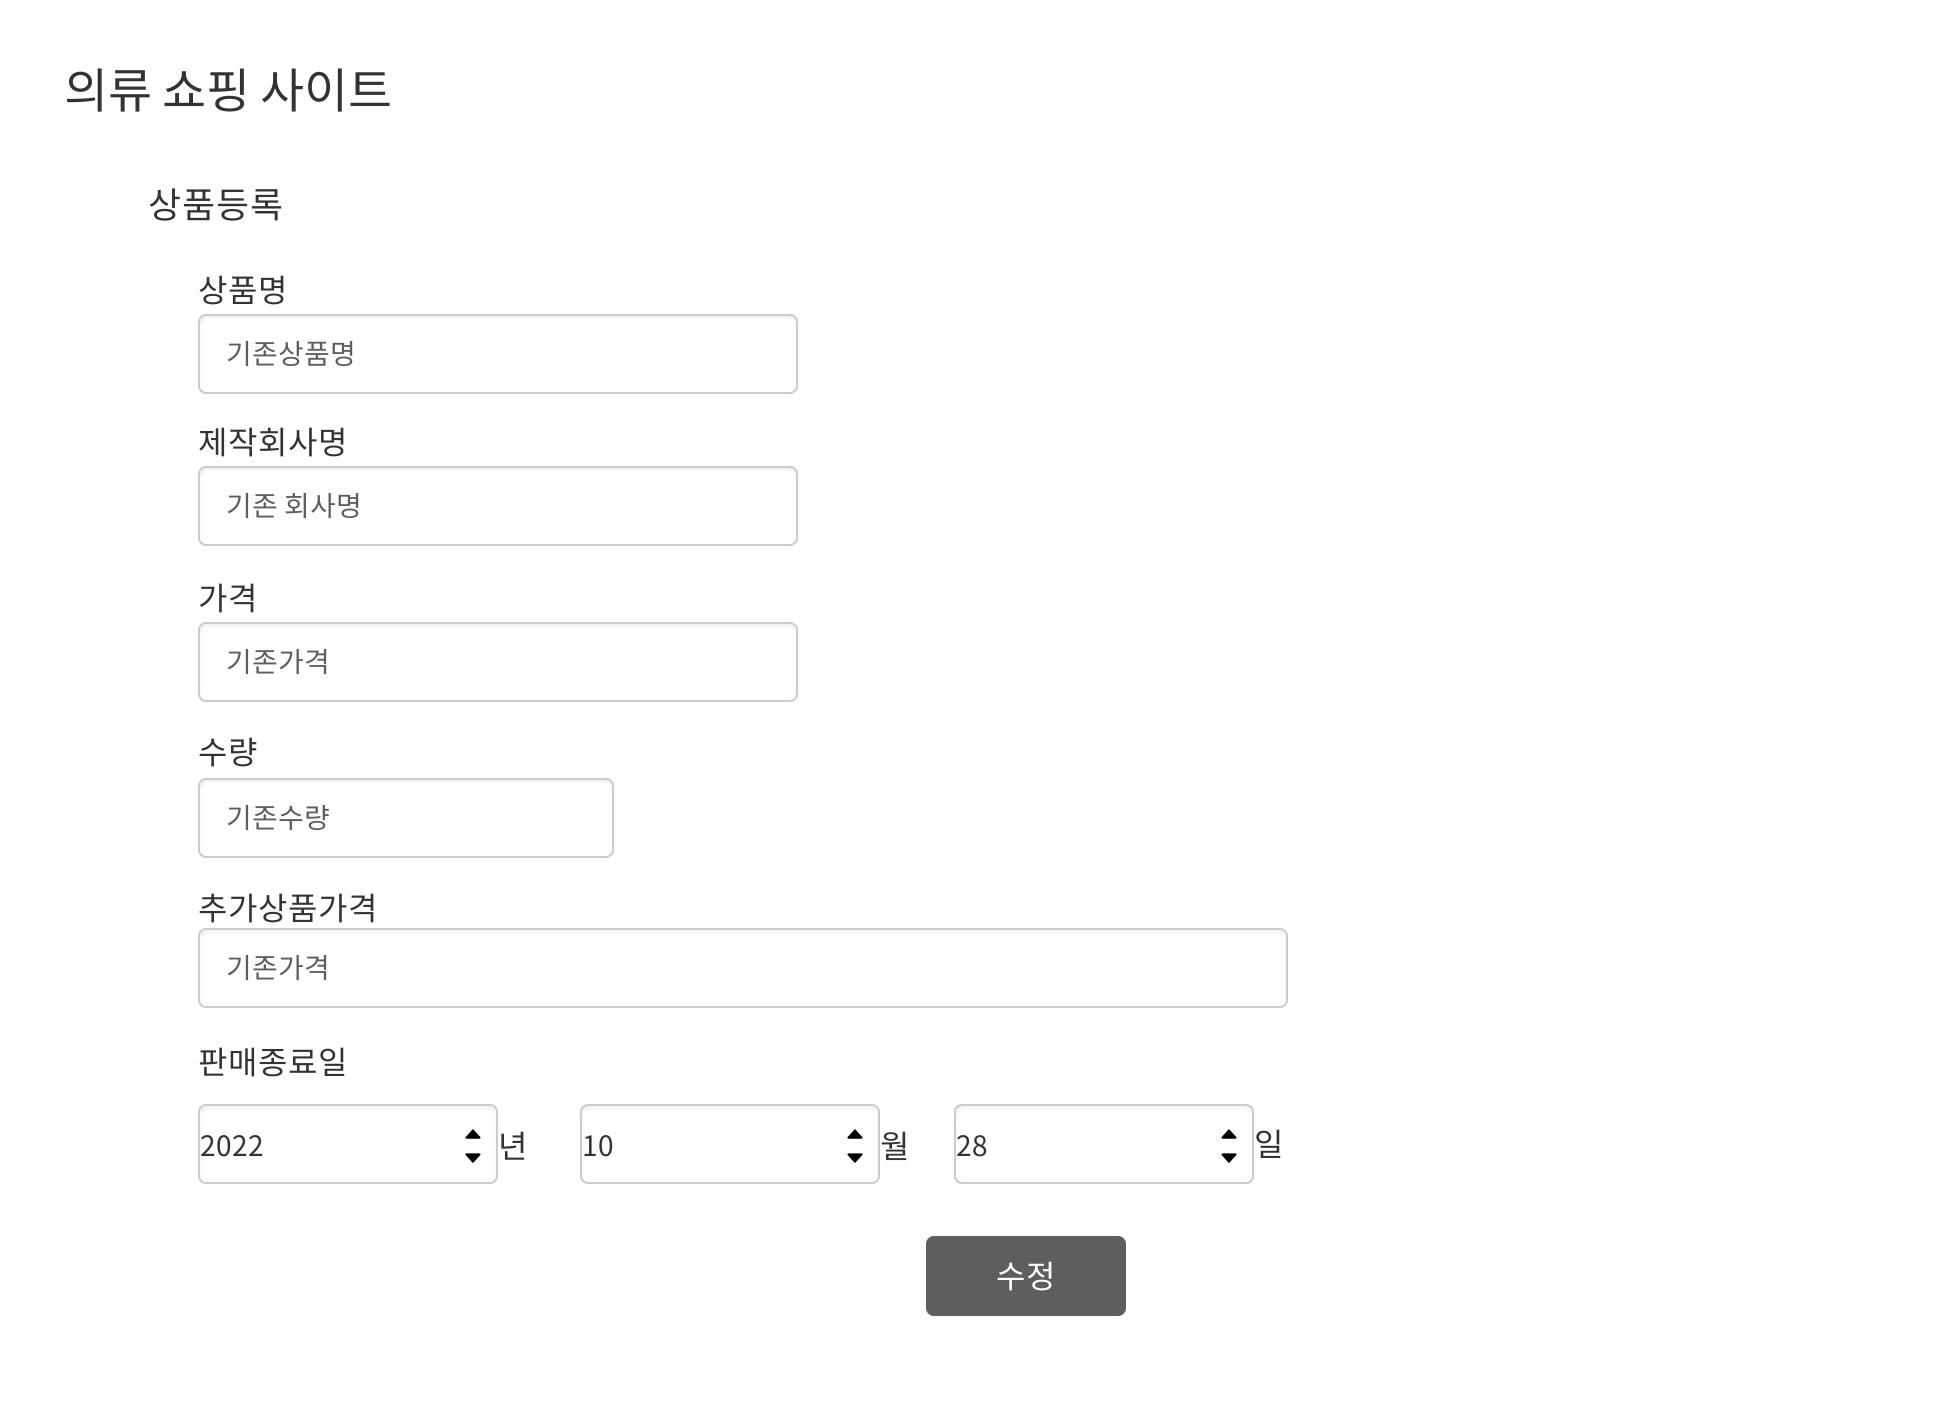 의류 쇼핑 사이트
상품등록
상품명
기존상품명
제작회사명
기존 회사명
가격
기존가격
수량
기존수량
추가상품가격
기존가격
판매종료일
2022 년 10 월 28 일
수정